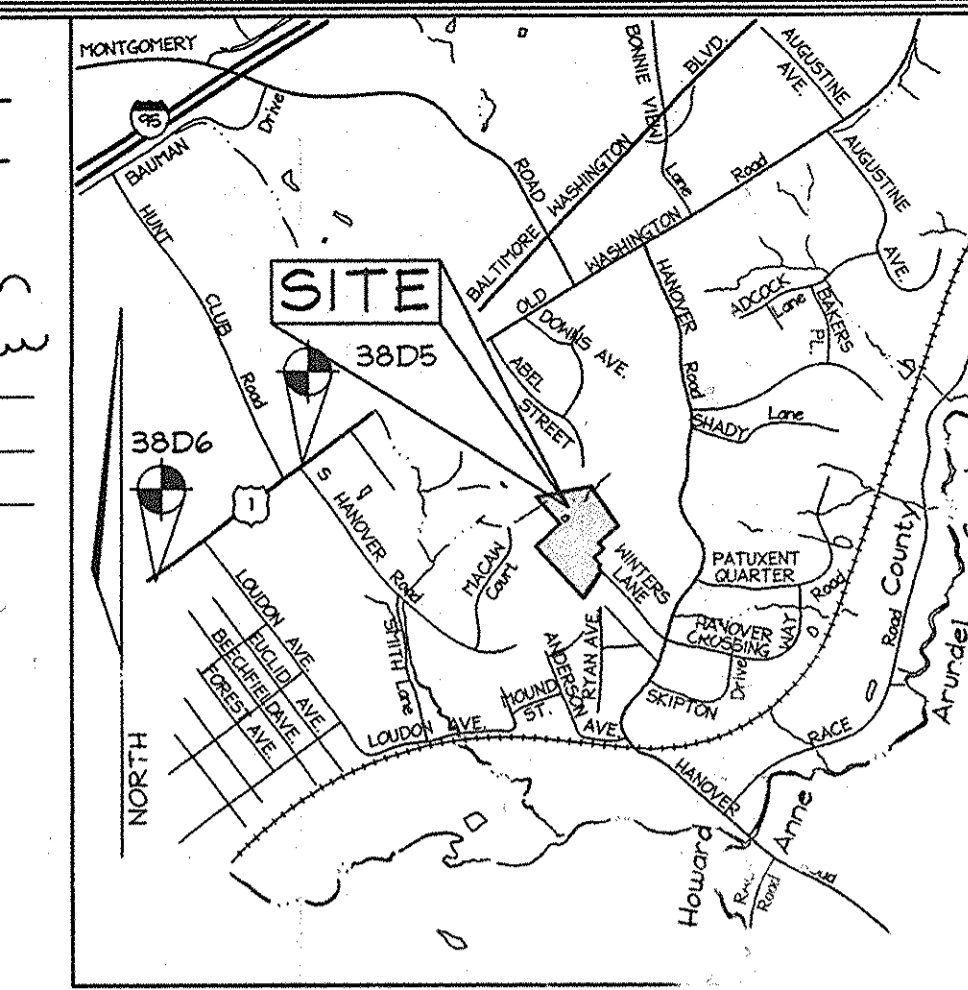 MONTGOMERY
ROAD
95
BAUMAN
Drive
HUNT
CLUB
Road
BONNIE VIEW
Lane
BALTIMORE WASHINGTON BLVD.
AUGUSTINE
AVE.
AUGUSTINE
AVE.
OLD WASHINGTON Road
HANOVER
Road
SITE
38D5
38D6
1
DOWNS AVE.
ABEL
STREET
ADCOCK
Lane
BAKERS
PL.
SHADY Lane
S HANOVER
Road
MACAW
Court
WINTERS
LANE
PATUXENT
QUARTER
Road
HANOVER
CROSSING
WAY
Drive
SKIPTON
LOUDON AVE.
EUCLID AVE.
BEECHFIELD AVE.
FOREST AVE.
SMITH Lane
ANDERSON
AVE.
RYAN AVE
MOUND
ST.
LOUDON AVE.
HANOVER
RACE
Road
County
Arundel
Anne
Howard
Road
NORTH